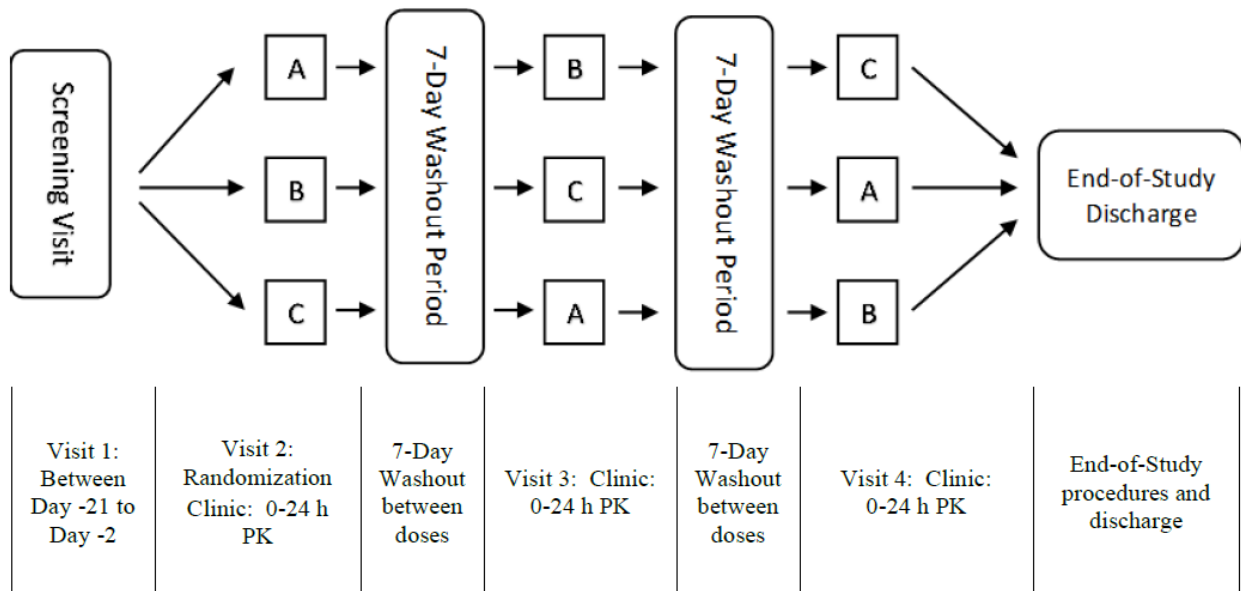 Screening Visit
A
B
C
7-Day Washout Period
B
C
A
7-Day Washout Period
C
A
B
End-of-Study
Discharge
Visit 1:
Between
Day -21 to
Day -2
Visit 2:
Randomization
Clinic: 0-24 h
PK
7-Day
Washout
between
doses
Visit 3: Clinic:
0-24 h PK
7-Day
Washout
between
doses
Visit 4: Clinic:
0-24 h PK
End-of-Study
procedures and
discharge